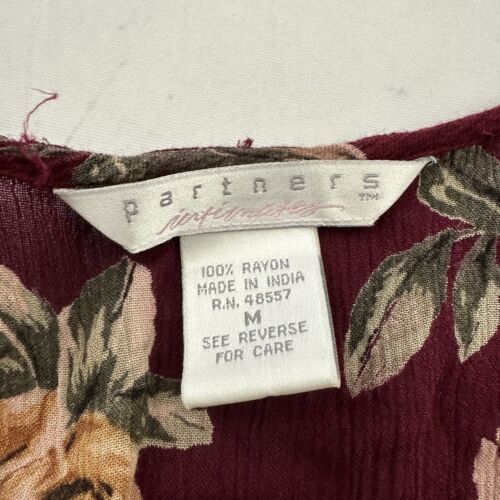 partners
TM
intimates
100% RAYON
MADE IN INDIA
R.N. 48557
M
SEE REVERSE
FOR CARE